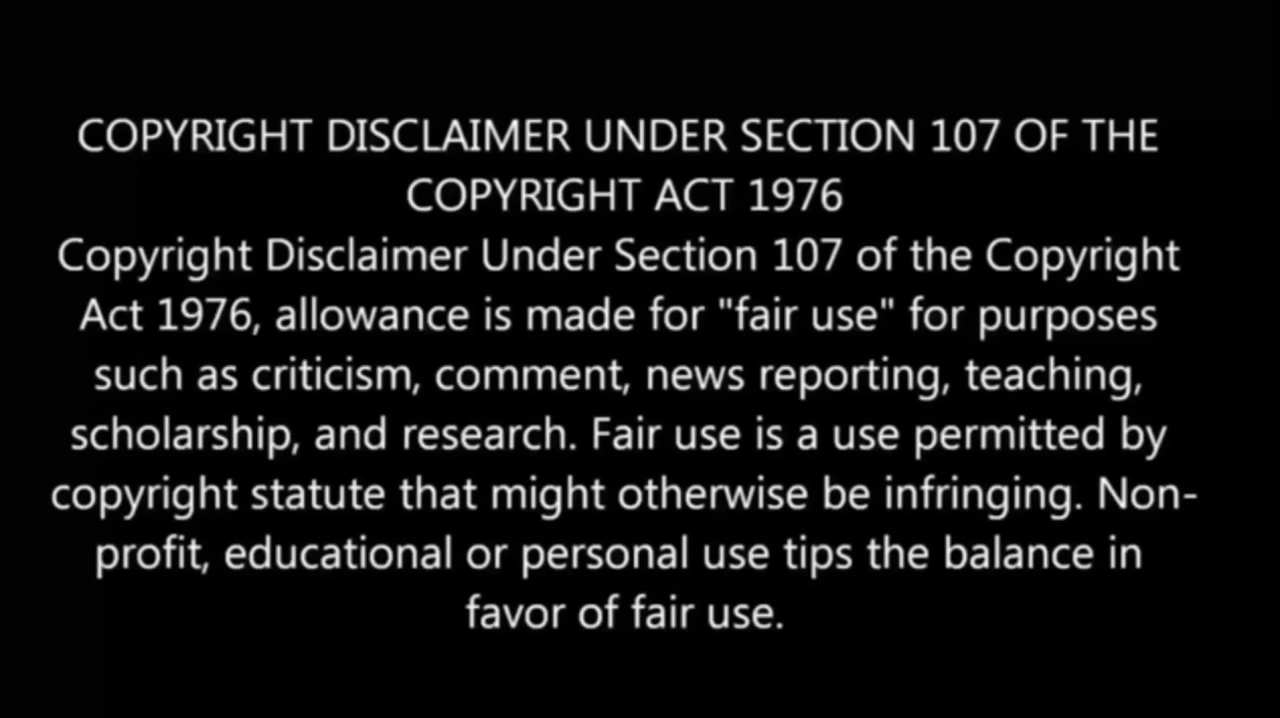 COPYRIGHT DISCLAIMER UNDER SECTION 107 OF THE
COPYRIGHT ACT 1976
Copyright Disclaimer Under Section 107 of the Copyright
Act 1976, allowance is made for "fair use" for purposes
such as criticism, comment, news reporting, teaching,
scholarship, and research. Fair use is a use permitted by
copyright statute that might otherwise be infringing. Non-
profit, educational or personal use tips the balance in
favor of fair use.